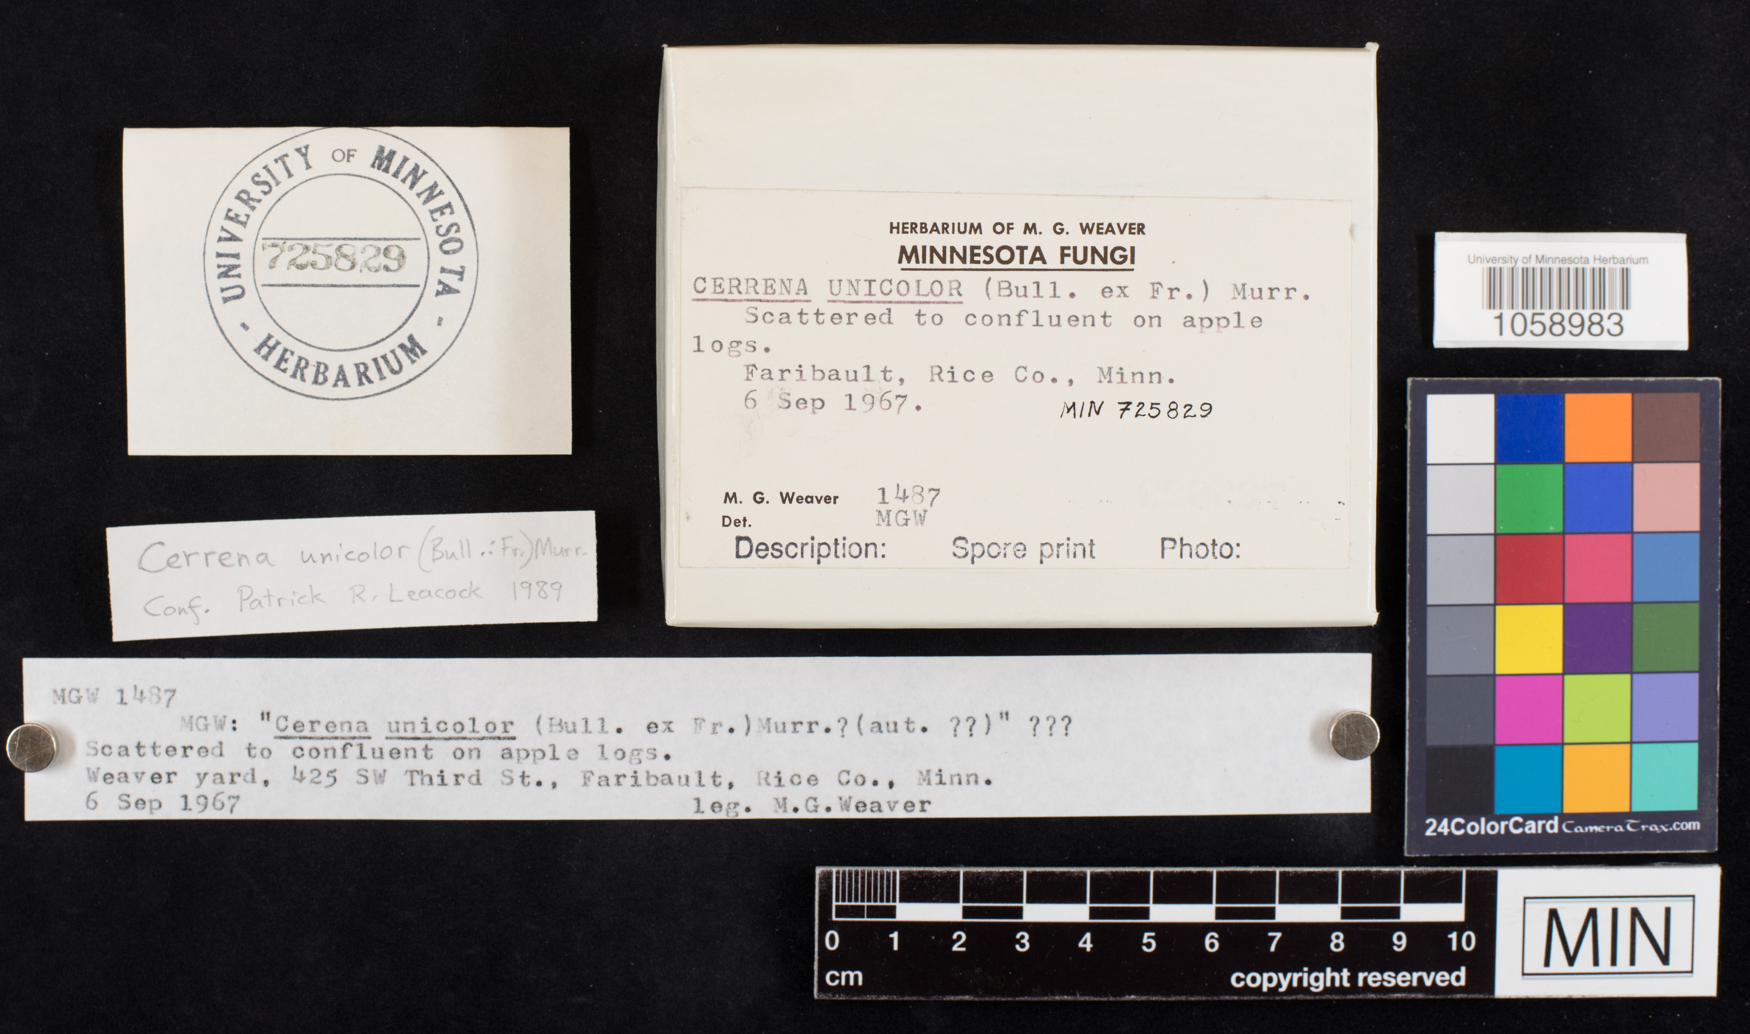 UNIVERSITY OF MINNESOTA
725829
- HERBARIUM -
HERBARIUM OF M. G. WEAVER
MINNESOTA FUNGI
CERRENA UNICOLOR (Bull. ex Fr.) Murr.
Scattered to confluent on apple
logs.
Faribault, Rice Co., Minn.
6 Sep 1967.
MIN 725829
M. G. Weaver 1487
Det. MGW
Description: Spore print Photo:
University of Minnesota Herbarium
1058983
Cerrena unicolor (Bull.:Fr.) Murr.
Conf. Patrick R. Leacock 1989
MGW 1487
MGW: "Cerena unicolor (Bull. ex Fr.)Murr.?(aut. ??)" ???
Scattered to confluent on apple logs.
Weaver yard, 425 SW Third St., Faribault, Rice Co., Minn.
6 Sep 1967 leg. M.G.Weaver
24ColorCard CameraTrax.com
0 1 2 3 4 5 6 7 8 9 10
cm copyright reserved
MIN